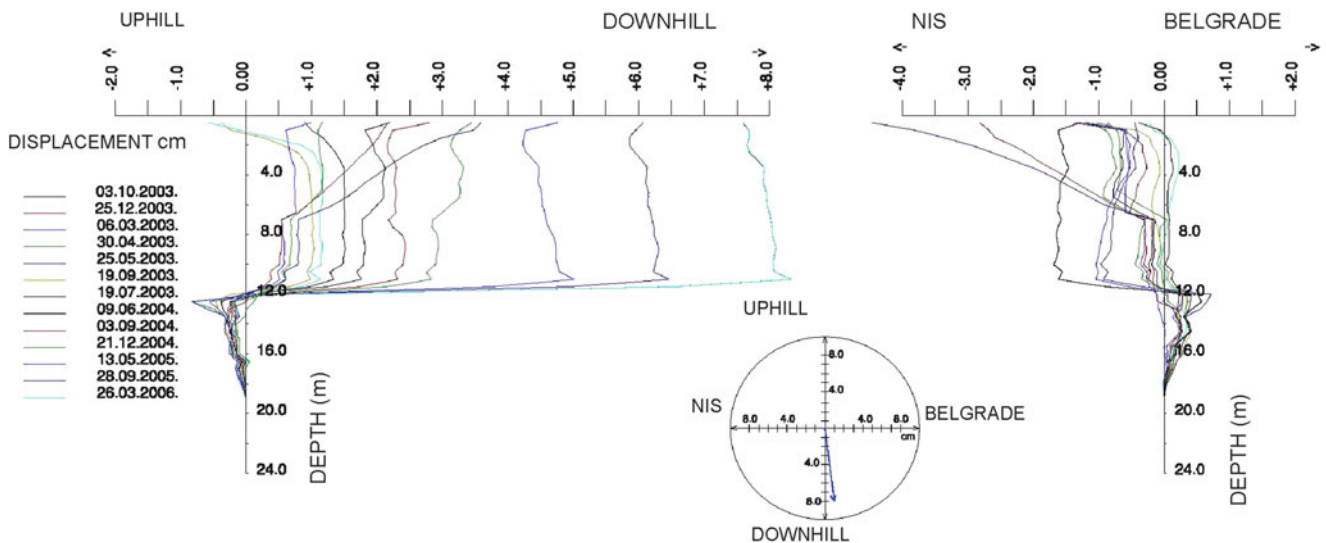 UPHILL
DOWNHILL
NIS
BELGRADE
-2.0 -1.0 0.00 +1.0 +2.0 +3.0 +4.0 +5.0 +6.0 +7.0 +8.0
-4.0 -3.0 -2.0 -1.0 0.00 +1.0 +2.0
DISPLACEMENT cm
03.10.2003.
25.12.2003.
06.03.2003.
30.04.2003.
25.05.2003.
19.09.2003.
19.07.2003.
09.06.2004.
03.09.2004.
21.12.2004.
13.05.2005.
28.09.2005.
26.03.2006.
4.0
8.0
12.0
16.0
20.0
24.0
DEPTH (m)
UPHILL
8.0
4.0
NIS
8.0 4.0 4.0 8.0
cm
BELGRADE
4.0
8.0
DOWNHILL
4.0
8.0
12.0
16.0
20.0
24.0
DEPTH (m)